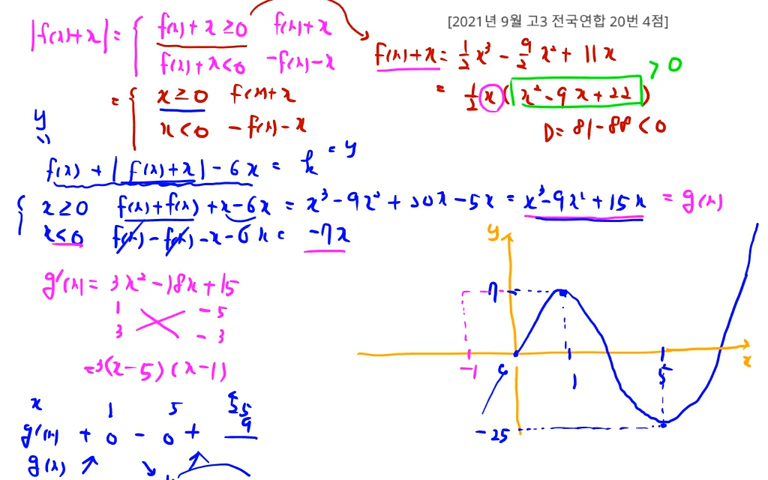 [2021년 9월 고3 전국연합 20번 4점]
|f(x)+x| = { f(x)+x ≥ 0 f(x)+x
f(x)+x < 0 -f(x)-x
= { x ≥ 0 f(x)+x
x < 0 -f(x)-x
f(x)+x = 1/2 x³ - 9/2 x² + 11x
= 1/2 x (x² - 9x + 22) > 0
D = 81-88 < 0
y
f(x) + |f(x)+x| - 6x = k = y
{ x ≥ 0 f(x)+f(x)+x-6x = x³-9x²+20x-5x = x³-9x²+15x = g(x)
x < 0 f(x)-f(x)-x-6x = -7x
g'(x) = 3x²-18x+15
1 -5
3 -3
=3(x-5)(x-1)
x 1 5
g'(x) + 0 - 0 +
g(x) ↗ ↘ ↗
y
7
-1 1 5 x
-25